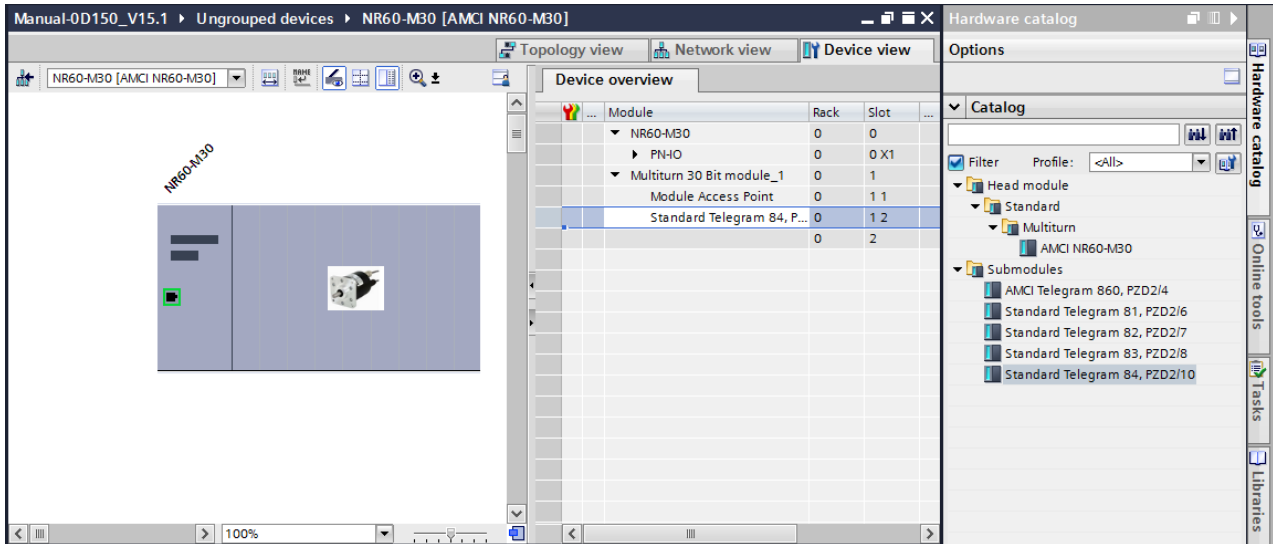 Manual-0D150_V15.1 ▸ Ungrouped devices ▸ NR60-M30 [AMCI NR60-M30]
Topology view
Network view
Device view
NR60-M30 [AMCI NR60-M30]
NR60-M30
100%
Device overview
... Module Rack Slot ...
NR60-M30 0 0
PN-IO 0 0 X1
Multiturn 30 Bit module_1 0 1
Module Access Point 0 1 1
Standard Telegram 84, P... 0 1 2
0 2
Hardware catalog
Options
Catalog
Filter Profile: <All>
Head module
Standard
Multiturn
AMCI NR60-M30
Submodules
AMCI Telegram 860, PZD2/4
Standard Telegram 81, PZD2/6
Standard Telegram 82, PZD2/7
Standard Telegram 83, PZD2/8
Standard Telegram 84, PZD2/10
Hardware catalog
Online tools
Tasks
Libraries